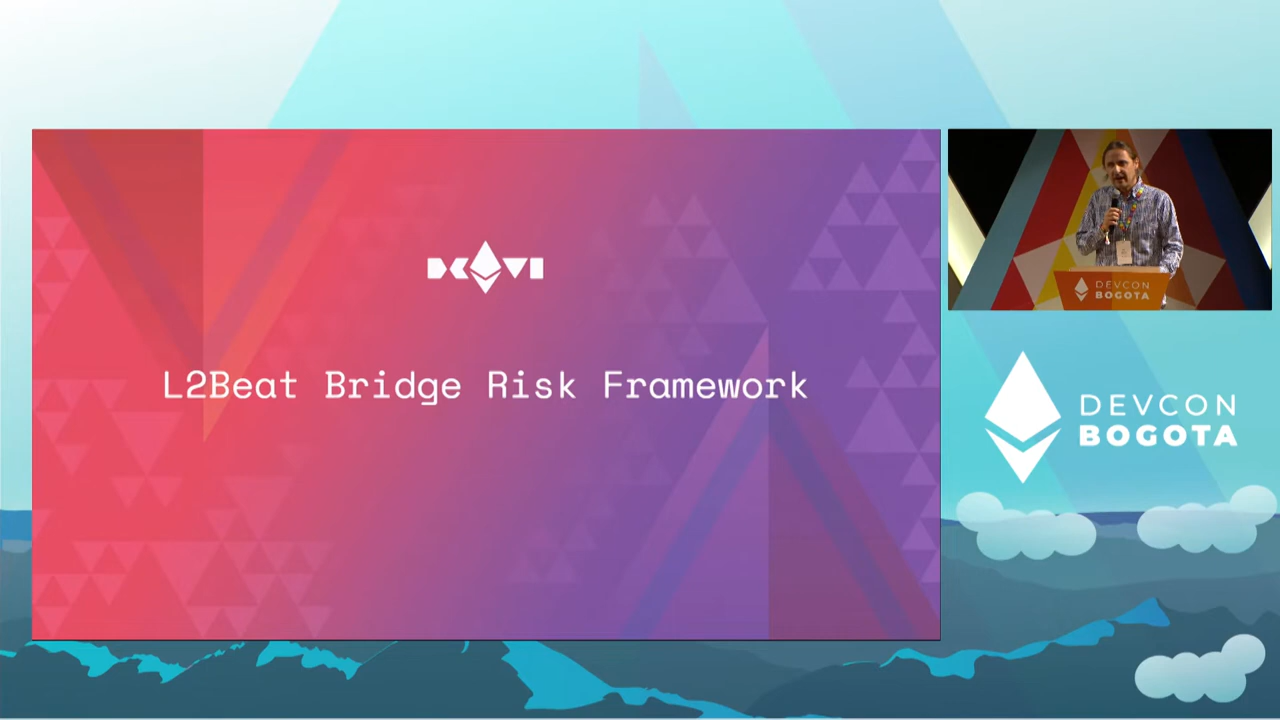 L2Beat Bridge Risk Framework
DEVCON
BOGOTA
DEVCON
BOGOTA